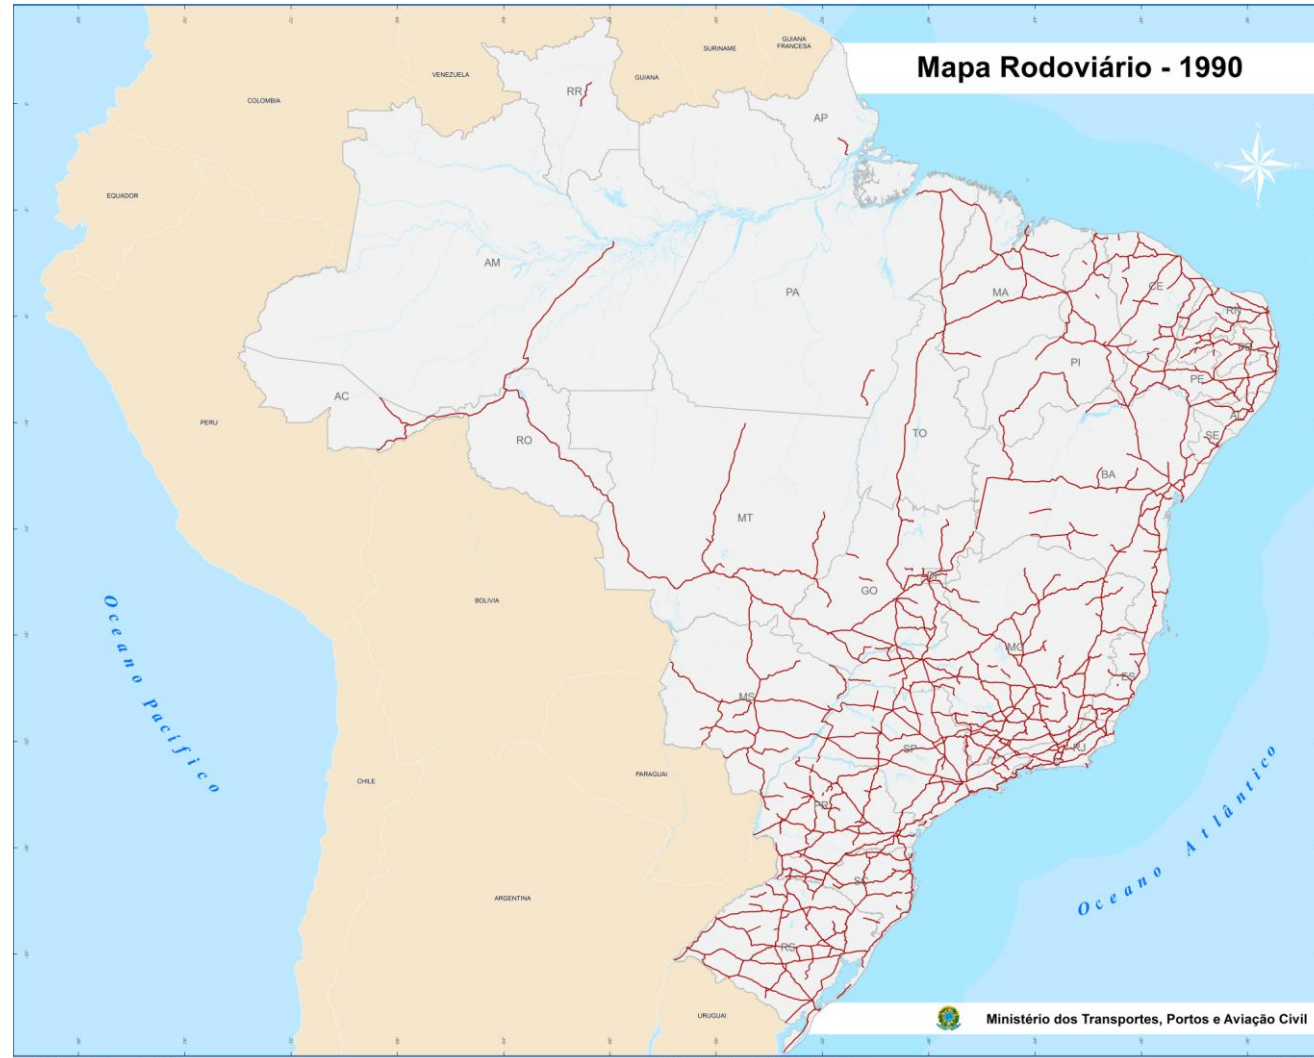 Mapa Rodoviário - 1990
GUIANA
FRANCESA
SURINAME
VENEZUELA
GUIANA
COLOMBIA
RR
AP
EQUADOR
AM
PA
MA
CE
RN
PB
PI
PE
AC
AL
PERU
TO
RO
SE
BA
MT
DF
GO
BOLIVIA
Oceano Pacífico
MG
ES
MS
SP
RJ
PARAGUAI
CHILE
PR
Oceano Atlântico
SC
ARGENTINA
RS
URUGUAI
Ministério dos Transportes, Portos e Aviação Civil